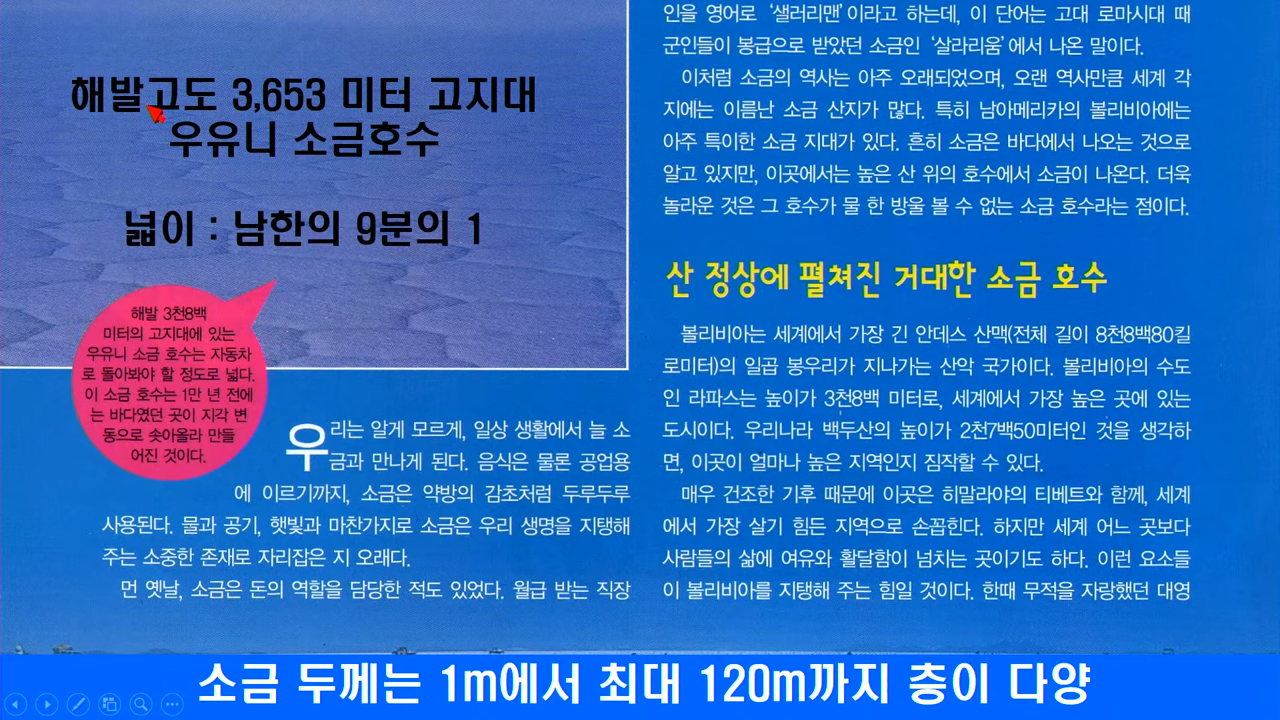 해발고도 3,653 미터 고지대
우유니 소금호수
넓이 : 남한의 9분의 1
해발 3천8백
미터의 고지대에 있는
우유니 소금 호수는 자동차
로 돌아봐야 할 정도로 넓다.
이 소금 호수는 1만 년 전에
는 바다였던 곳이 지각 변
동으로 솟아올라 만들
어진 것이다.
우리는 알게 모르게, 일상 생활에서 늘 소
금과 만나게 된다. 음식은 물론 공업용
에 이르기까지, 소금은 약방의 감초처럼 두루두루
사용된다. 물과 공기, 햇빛과 마찬가지로 소금은 우리 생명을 지탱해
주는 소중한 존재로 자리잡은 지 오래다.
먼 옛날, 소금은 돈의 역할을 담당한 적도 있었다. 월급 받는 직장
인을 영어로 ‘샐러리맨’이라고 하는데, 이 단어는 고대 로마시대 때
군인들이 봉급으로 받았던 소금인 ‘살라리움’에서 나온 말이다.
이처럼 소금의 역사는 아주 오래되었으며, 오랜 역사만큼 세계 각
지에는 이름난 소금 산지가 많다. 특히 남아메리카의 볼리비아에는
아주 특이한 소금 지대가 있다. 흔히 소금은 바다에서 나오는 것으로
알고 있지만, 이곳에서는 높은 산 위의 호수에서 소금이 나온다. 더욱
놀라운 것은 그 호수가 물 한 방울 볼 수 없는 소금 호수라는 점이다.
산 정상에 펼쳐진 거대한 소금 호수
볼리비아는 세계에서 가장 긴 안데스 산맥(전체 길이 8천8백80킬
로미터)의 일곱 봉우리가 지나가는 산악 국가이다. 볼리비아의 수도
인 라파스는 높이가 3천8백 미터로, 세계에서 가장 높은 곳에 있는
도시이다. 우리나라 백두산의 높이가 2천7백50미터인 것을 생각하
면, 이곳이 얼마나 높은 지역인지 짐작할 수 있다.
매우 건조한 기후 때문에 이곳은 히말라야의 티베트와 함께, 세계
에서 가장 살기 힘든 지역으로 손꼽힌다. 하지만 세계 어느 곳보다
사람들의 삶에 여유와 활달함이 넘치는 곳이기도 하다. 이런 요소들
이 볼리비아를 지탱해 주는 힘일 것이다. 한때 무적을 자랑했던 대영
소금 두께는 1m에서 최대 120m까지 층이 다양